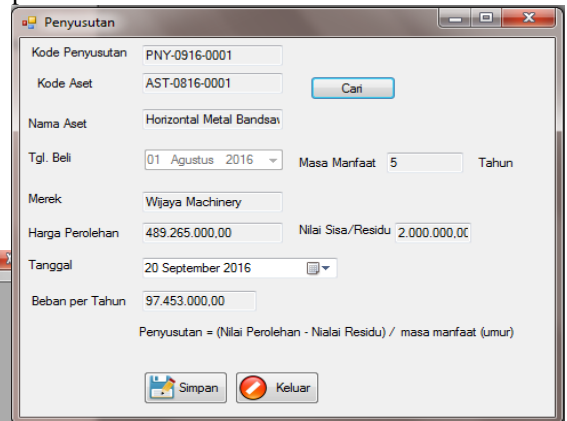 Penyusutan
Kode Penyusutan PNY-0916-0001
Kode Aset AST-0816-0001 Cari
Nama Aset Horizontal Metal
Tgl. Beli 01 Agustus 2016 Masa Manfaat 5 Tahun
Merek Wijaya Machinery
Harga Perolehan 489.265.000,00 Nilai Sisa/Residu 2.000.000,00
Tanggal 20 September 2016
Beban per Tahun 97.453.000,00
Penyusutan = (Nilai Perolehan - Nialai Residu) / masa manfaat (umur)
Simpan Keluar